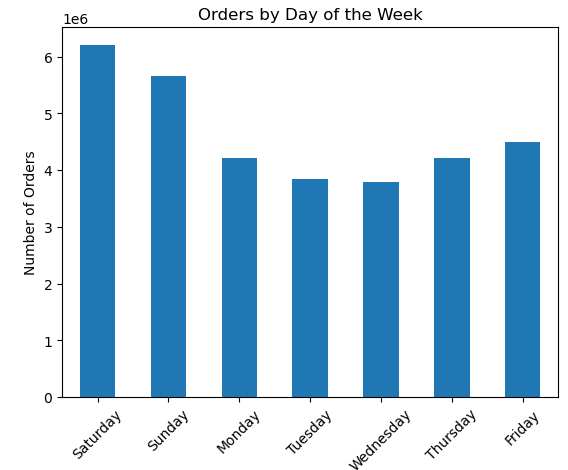 Orders by Day of the Week
1e6
6
5
4
3
2
1
0
Number of Orders
Saturday
Sunday
Monday
Tuesday
Wednesday
Thursday
Friday